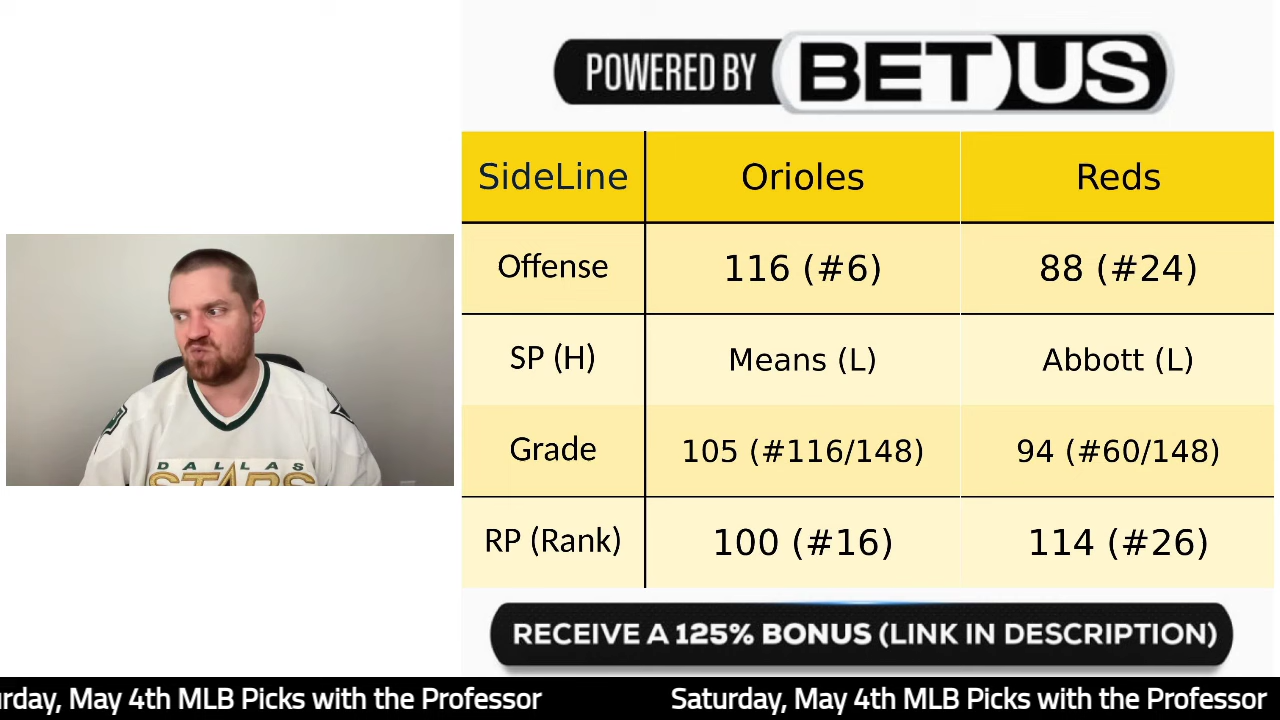 POWERED BY BETUS
SideLine Orioles Reds
Offense 116 (#6) 88 (#24)
SP (H) Means (L) Abbott (L)
Grade 105 (#116/148) 94 (#60/148)
RP (Rank) 100 (#16) 114 (#26)
DALLAS
STARS
RECEIVE A 125% BONUS (LINK IN DESCRIPTION)
urday, May 4th MLB Picks with the Professor Saturday, May 4th MLB Picks with the Professor